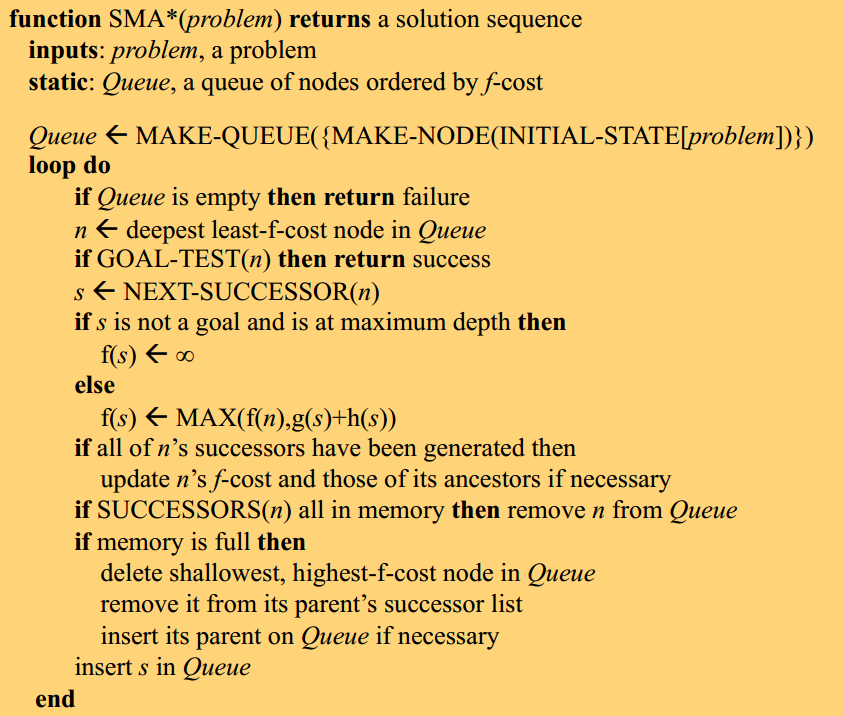 function SMA*(problem) returns a solution sequence
inputs: problem, a problem
static: Queue, a queue of nodes ordered by f-cost
Queue ← MAKE-QUEUE({MAKE-NODE(INITIAL-STATE[problem])})
loop do
if Queue is empty then return failure
n ← deepest least-f-cost node in Queue
if GOAL-TEST(n) then return success
s ← NEXT-SUCCESSOR(n)
if s is not a goal and is at maximum depth then
f(s) ← ∞
else
f(s) ← MAX(f(n),g(s)+h(s))
if all of n’s successors have been generated then
update n’s f-cost and those of its ancestors if necessary
if SUCCESSORS(n) all in memory then remove n from Queue
if memory is full then
delete shallowest, highest-f-cost node in Queue
remove it from its parent’s successor list
insert its parent on Queue if necessary
insert s in Queue
end